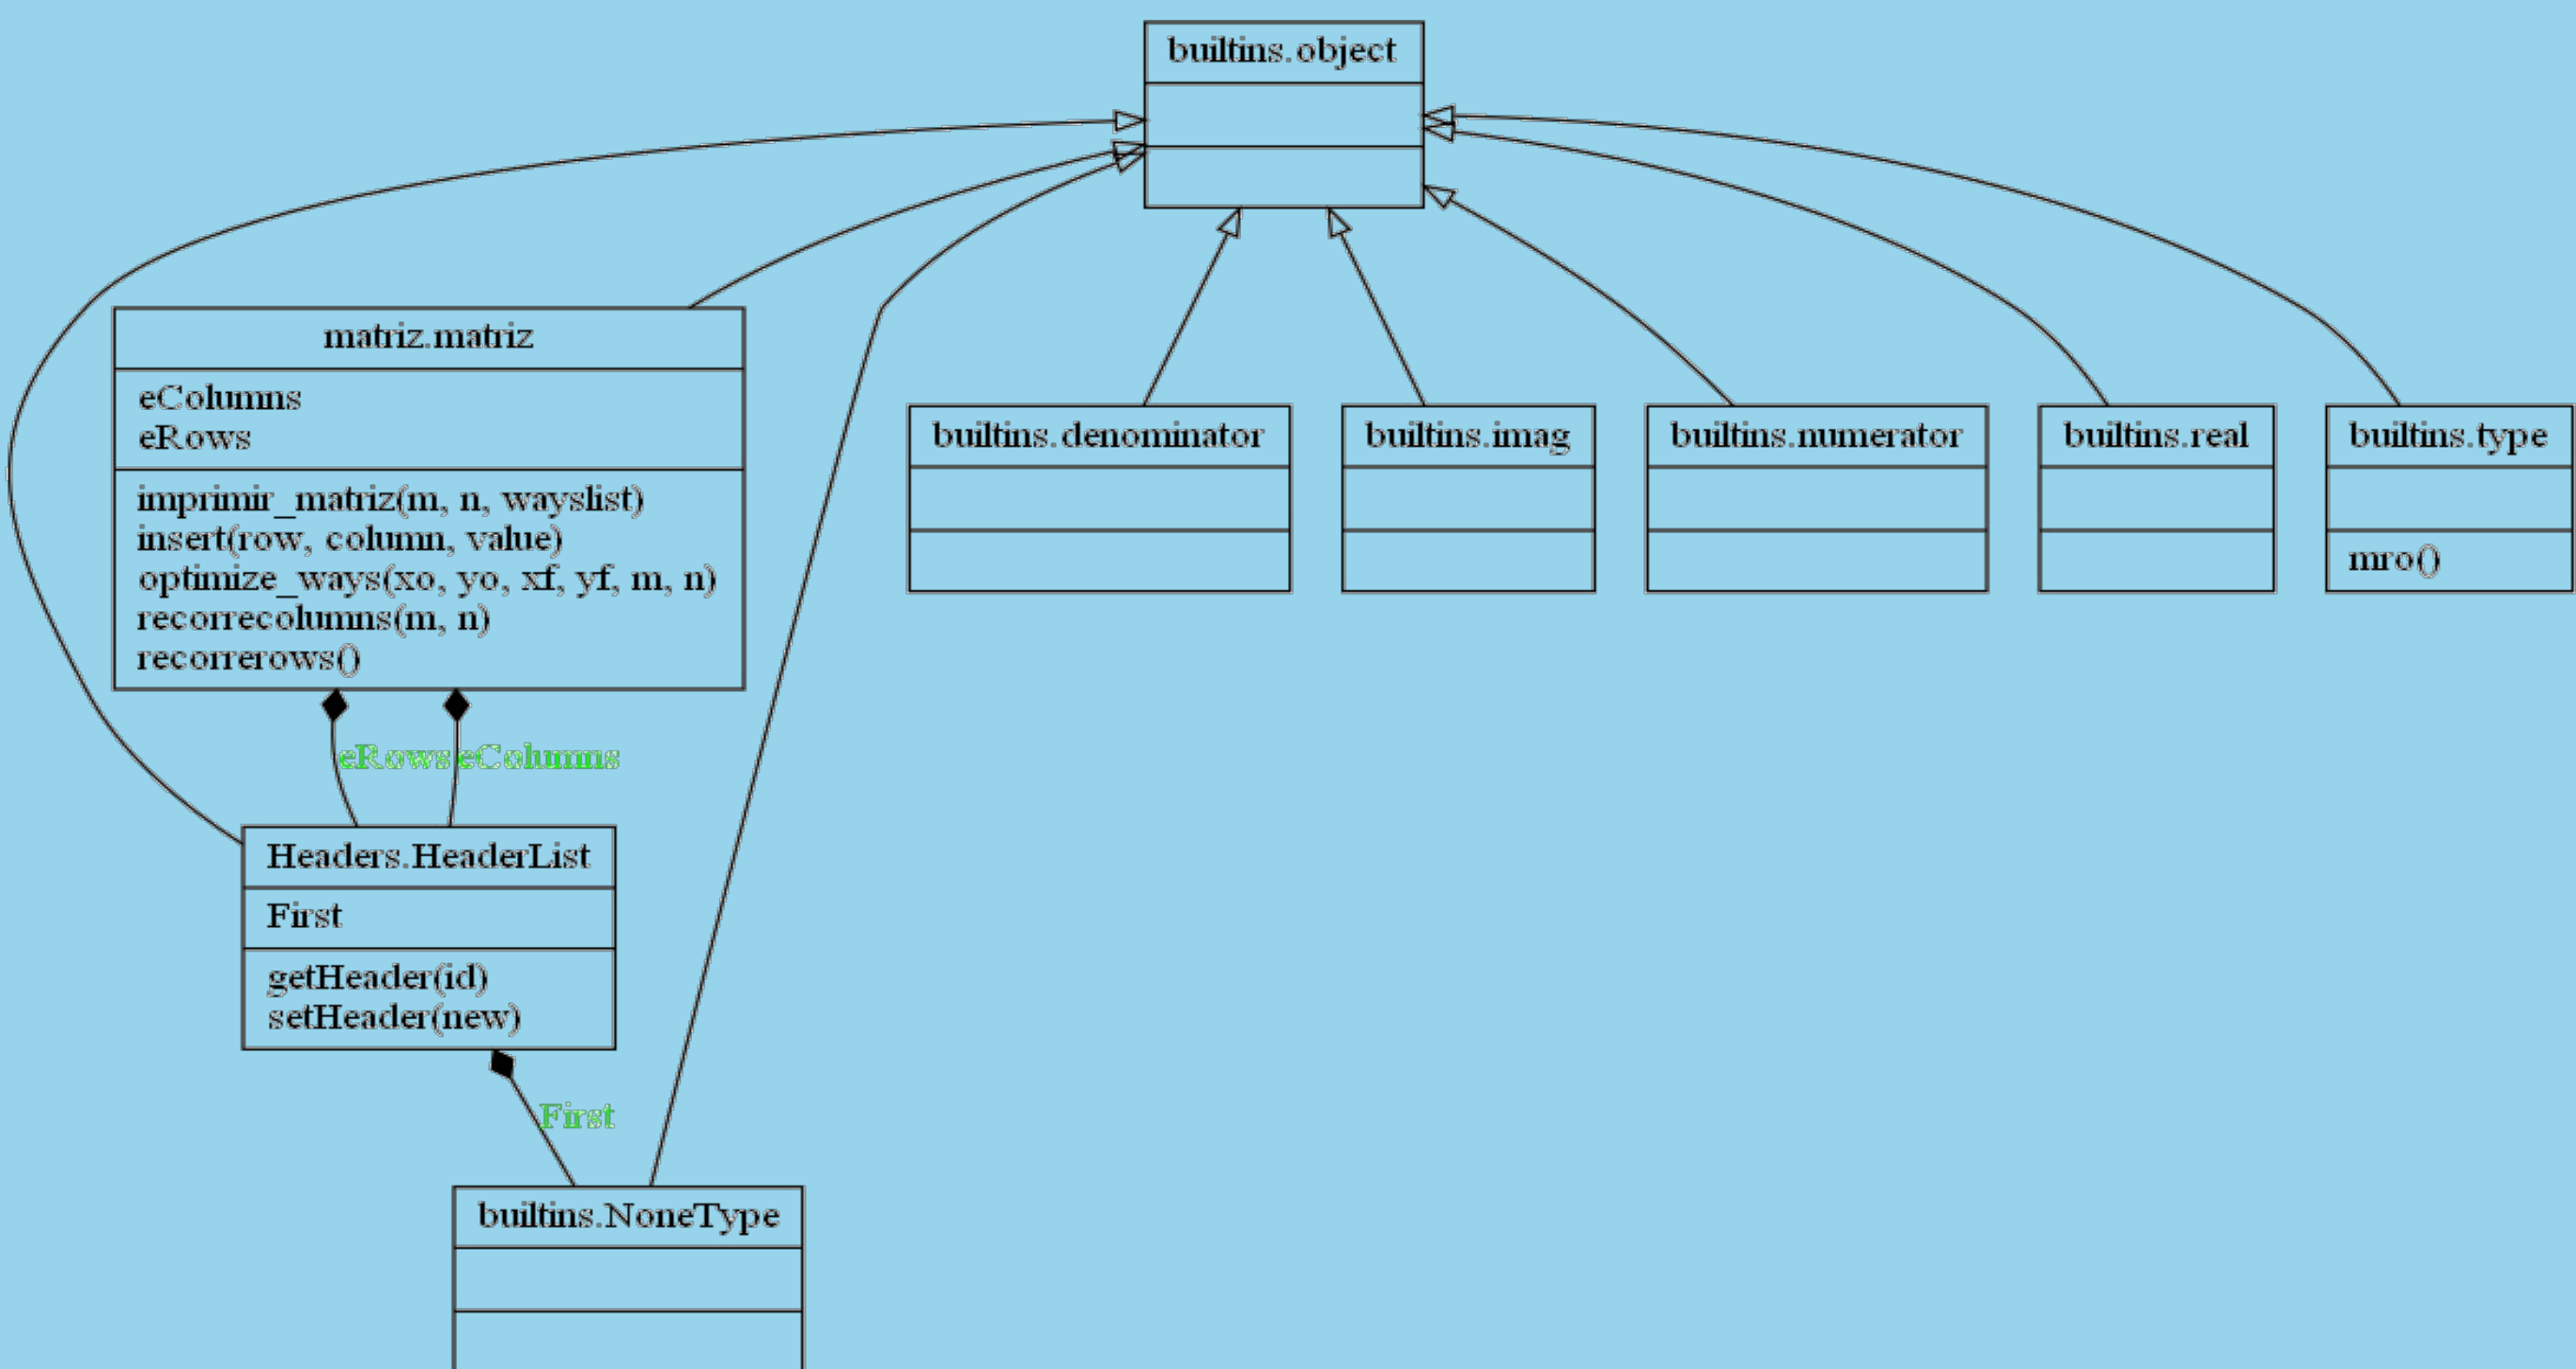 builtins.object
matriz.matriz
eColumns
eRows
imprimir_matriz(m, n, wayslist)
insert(row, column, value)
optimize_ways(xo, yo, xf, yf, m, n)
recorrecolumns(m, n)
recorrerows()
builtins.denominator
builtins.imag
builtins.numerator
builtins.real
builtins.type
mro()
eRows
eColumns
Headers.HeaderList
First
getHeader(id)
setHeader(new)
First
builtins.NoneType